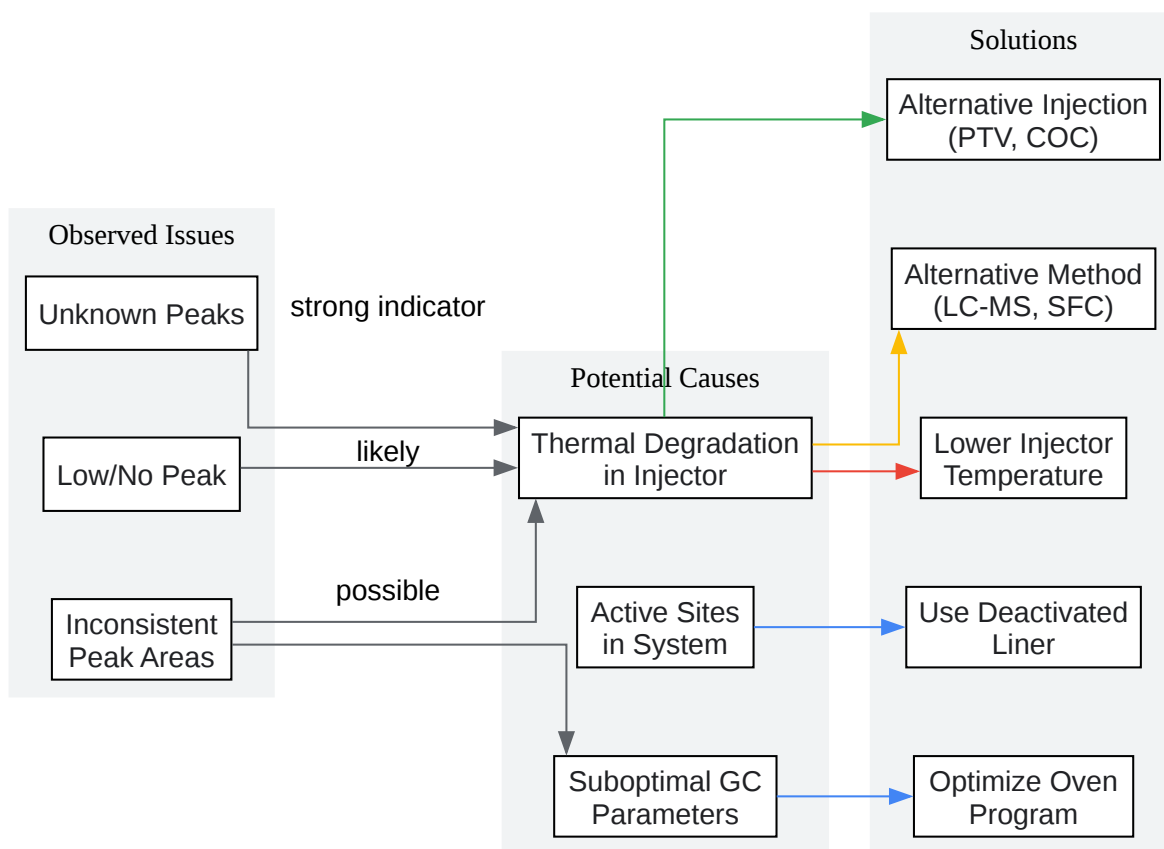 Solutions
Alternative Injection
(PTV, COC)
Observed Issues
Unknown Peaks
strong indicator
Alternative Method
(LC-MS, SFC)
Potential Causes
Low/No Peak
likely
Thermal Degradation
in Injector
Lower Injector
Temperature
possible
Inconsistent
Peak Areas
Active Sites
in System
Use Deactivated
Liner
Suboptimal GC
Parameters
Optimize Oven
Program